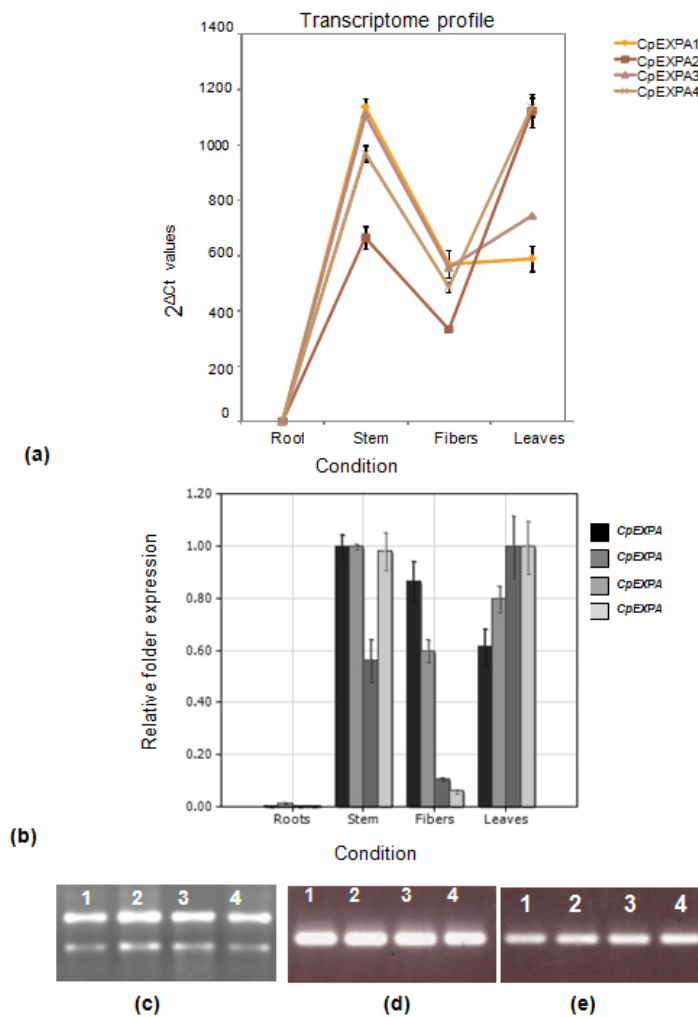 Transcriptome profile
1400
1200
1000
800
600
400
200
0
2ΔCt values
Root
Stem
Fibers
Leaves
Condition
CpEXPA1
CpEXPA2
CpEXPA3
CpEXPA4
(a)
1.20
1.00
0.80
0.60
0.40
0.20
0.00
Relative folder expression
Roots
Stem
Fibers
Leaves
Condition
CpEXPA
CpEXPA
CpEXPA
CpEXPA
(b)
1 2 3 4
1 2 3 4
1 2 3 4
(c)
(d)
(e)